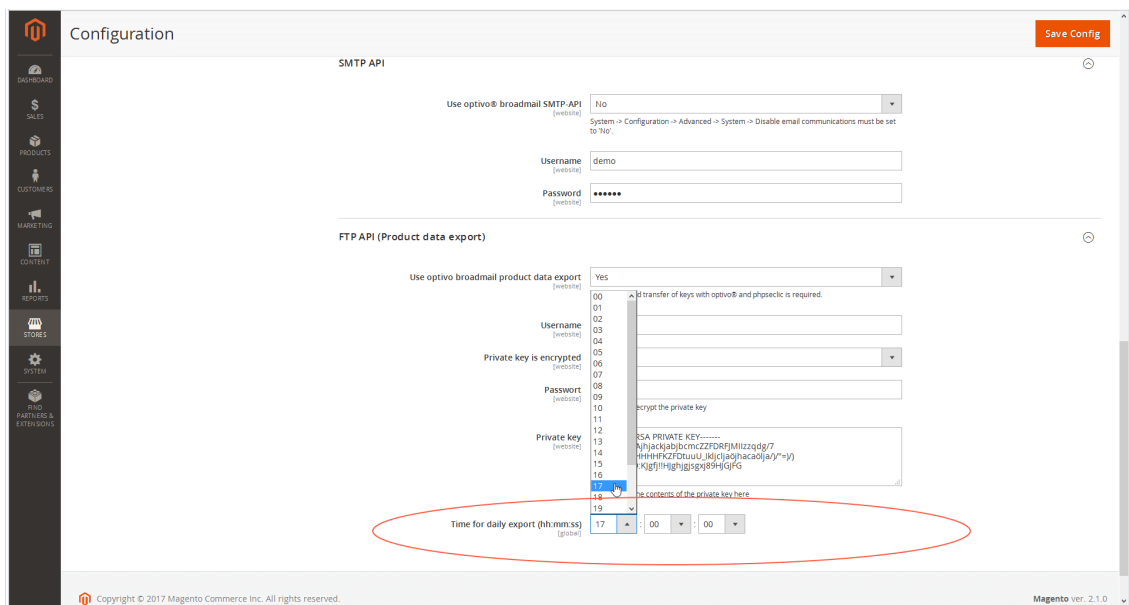 Configuration
Save Config
DASHBOARD
$
SALES
PRODUCTS
CUSTOMERS
MARKETING
CONTENT
REPORTS
STORES
SYSTEM
FIND
PARTNERS &
EXTENSIONS
SMTP API
Use optivo® broadmail SMTP-API
[website]
No
System -> Configuration -> Advanced -> System -> Disable email communications must be set
to 'No'.
Username
[website]
demo
Password
[website]
••••••
FTP API (Product data export)
Use optivo broadmail product data export
[website]
Yes
d transfer of keys with optivo® and phpseclic is required.
Username
[website]
Private key is encrypted
[website]
Passwort
[website]
ecrypt the private key
Private key
[website]
RSA PRIVATE KEY-------
he contents of the private key here
00
01
02
03
04
05
06
07
08
09
10
11
12
13
14
15
16
17
18
19
Time for daily export (hh:mm:ss)
[global]
17 : 00 : 00
Copyright © 2017 Magento Commerce Inc. All rights reserved.
Magento ver. 2.1.0